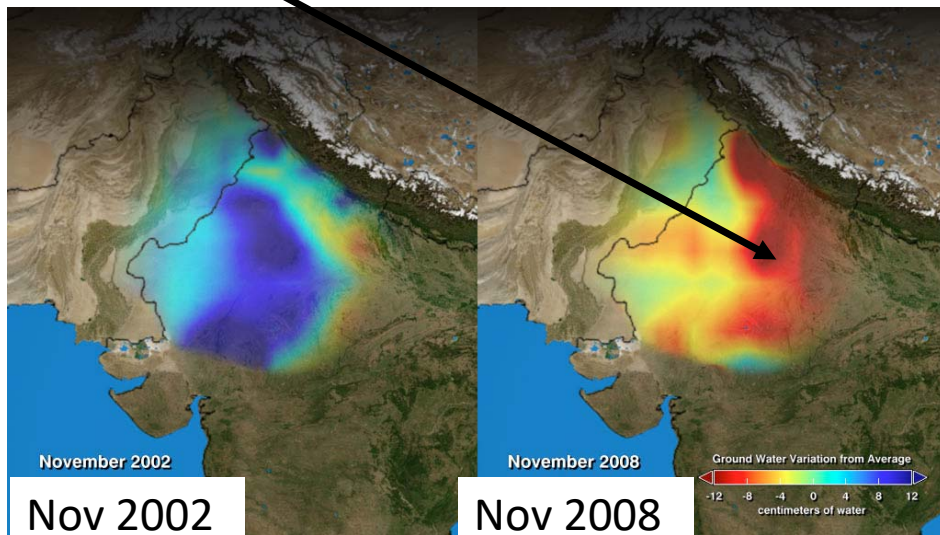 November 2002
November 2008
Ground Water Variation from Average
-12 -8 -4 0 4 8 12
centimeters of water
Nov 2002
Nov 2008